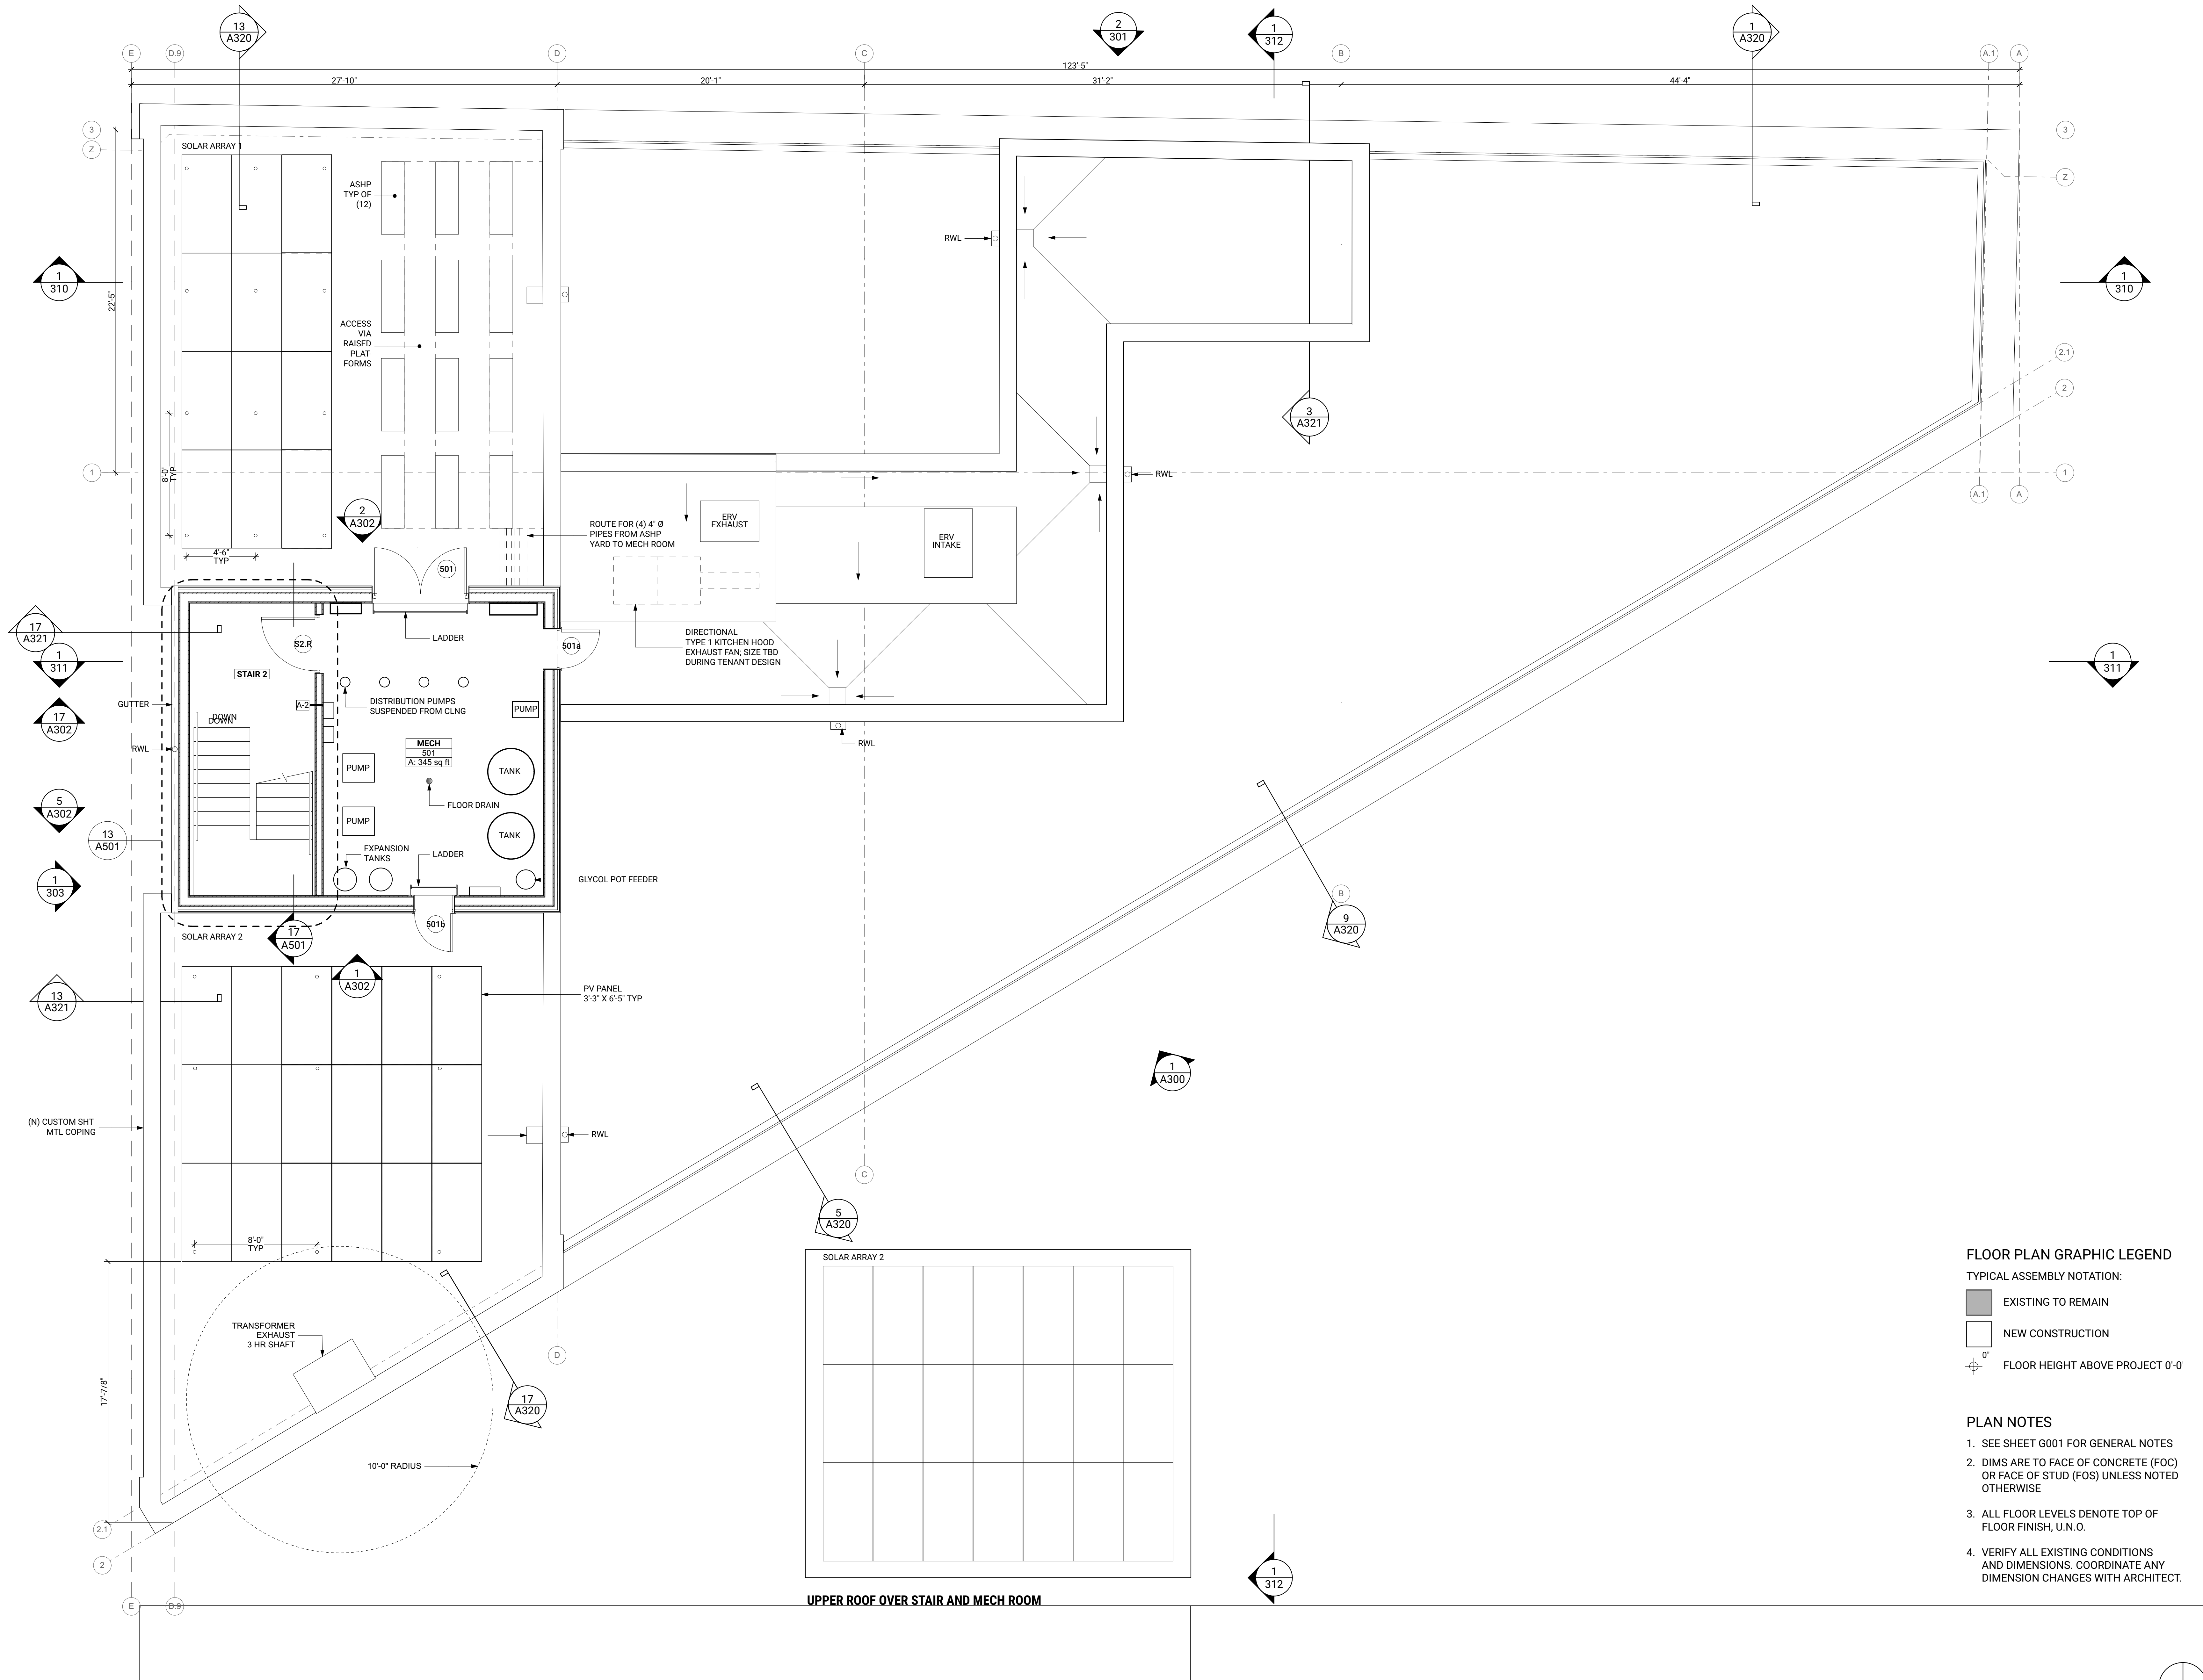 13
A320
2
301
1
312
1
A320
E
D.9
D
C
B
A.1
A
123'-5"
27'-10"
20'-1"
31'-2"
44'-4"
3
3
Z
Z
SOLAR ARRAY 1
ASHP
TYP OF
(12)
RWL
1
310
1
310
22'-5"
ACCESS
VIA
RAISED
PLAT-
FORMS
2.1
2
3
A321
8'-0"
TYP
1
1
RWL
A.1
A
2
A302
ROUTE FOR (4) 4" Ø
PIPES FROM ASHP
YARD TO MECH ROOM
ERV
EXHAUST
ERV
INTAKE
4'-6"
TYP
501
17
A321
LADDER
DIRECTIONAL
TYPE 1 KITCHEN HOOD
EXHAUST FAN; SIZE TBD
DURING TENANT DESIGN
S2.R
501a
1
311
1
311
STAIR 2
GUTTER
A-2
DISTRIBUTION PUMPS
SUSPENDED FROM CLNG
PUMP
17
A302
DOWN
DOWN
RWL
MECH
501
A: 345 sq ft
RWL
PUMP
TANK
5
A302
FLOOR DRAIN
PUMP
TANK
13
A501
EXPANSION
TANKS
LADDER
1
303
GLYCOL POT FEEDER
B
501b
9
A320
SOLAR ARRAY 2
17
A501
1
A302
13
A321
PV PANEL
3'-3" X 6'-5" TYP
1
A300
(N) CUSTOM SHT
MTL COPING
RWL
C
5
A320
8'-0"
TYP
SOLAR ARRAY 2
TRANSFORMER
EXHAUST
3 HR SHAFT
D
17'-7/8"
17
A320
10'-0" RADIUS
2.1
2
1
312
E
D.9
UPPER ROOF OVER STAIR AND MECH ROOM
FLOOR PLAN GRAPHIC LEGEND
TYPICAL ASSEMBLY NOTATION:
EXISTING TO REMAIN
NEW CONSTRUCTION
0"
FLOOR HEIGHT ABOVE PROJECT 0'-0'
PLAN NOTES
1. SEE SHEET G001 FOR GENERAL NOTES
2. DIMS ARE TO FACE OF CONCRETE (FOC)
OR FACE OF STUD (FOS) UNLESS NOTED
OTHERWISE
3. ALL FLOOR LEVELS DENOTE TOP OF
FLOOR FINISH, U.N.O.
4. VERIFY ALL EXISTING CONDITIONS
AND DIMENSIONS. COORDINATE ANY
DIMENSION CHANGES WITH ARCHITECT.